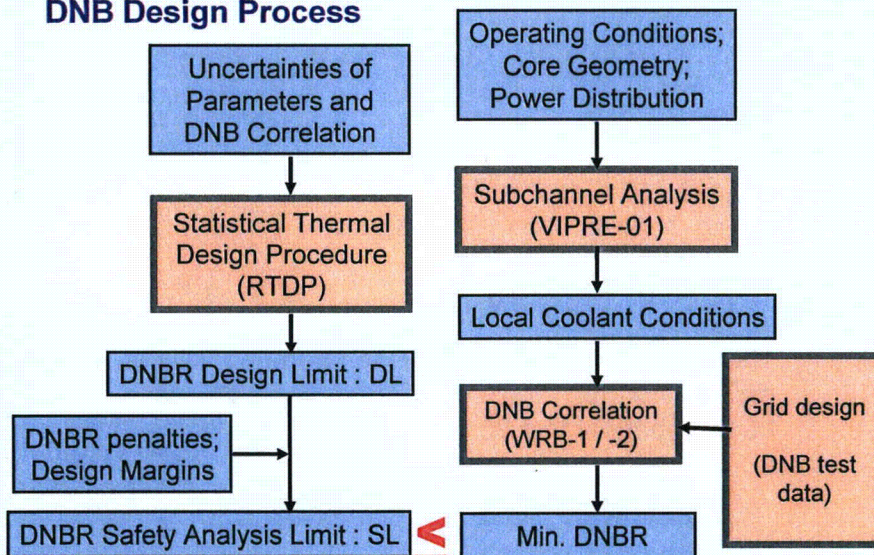 DNB Design Process
Uncertainties of
Parameters and
DNB Correlation
Statistical Thermal
Design Procedure
(RTDP)
DNBR Design Limit : DL
DNBR penalties;
Design Margins
DNBR Safety Analysis Limit : SL
<
Operating Conditions;
Core Geometry;
Power Distribution
Subchannel Analysis
(VIPRE-01)
Local Coolant Conditions
DNB Correlation
(WRB-1 / -2)
Grid design
(DNB test
data)
Min. DNBR